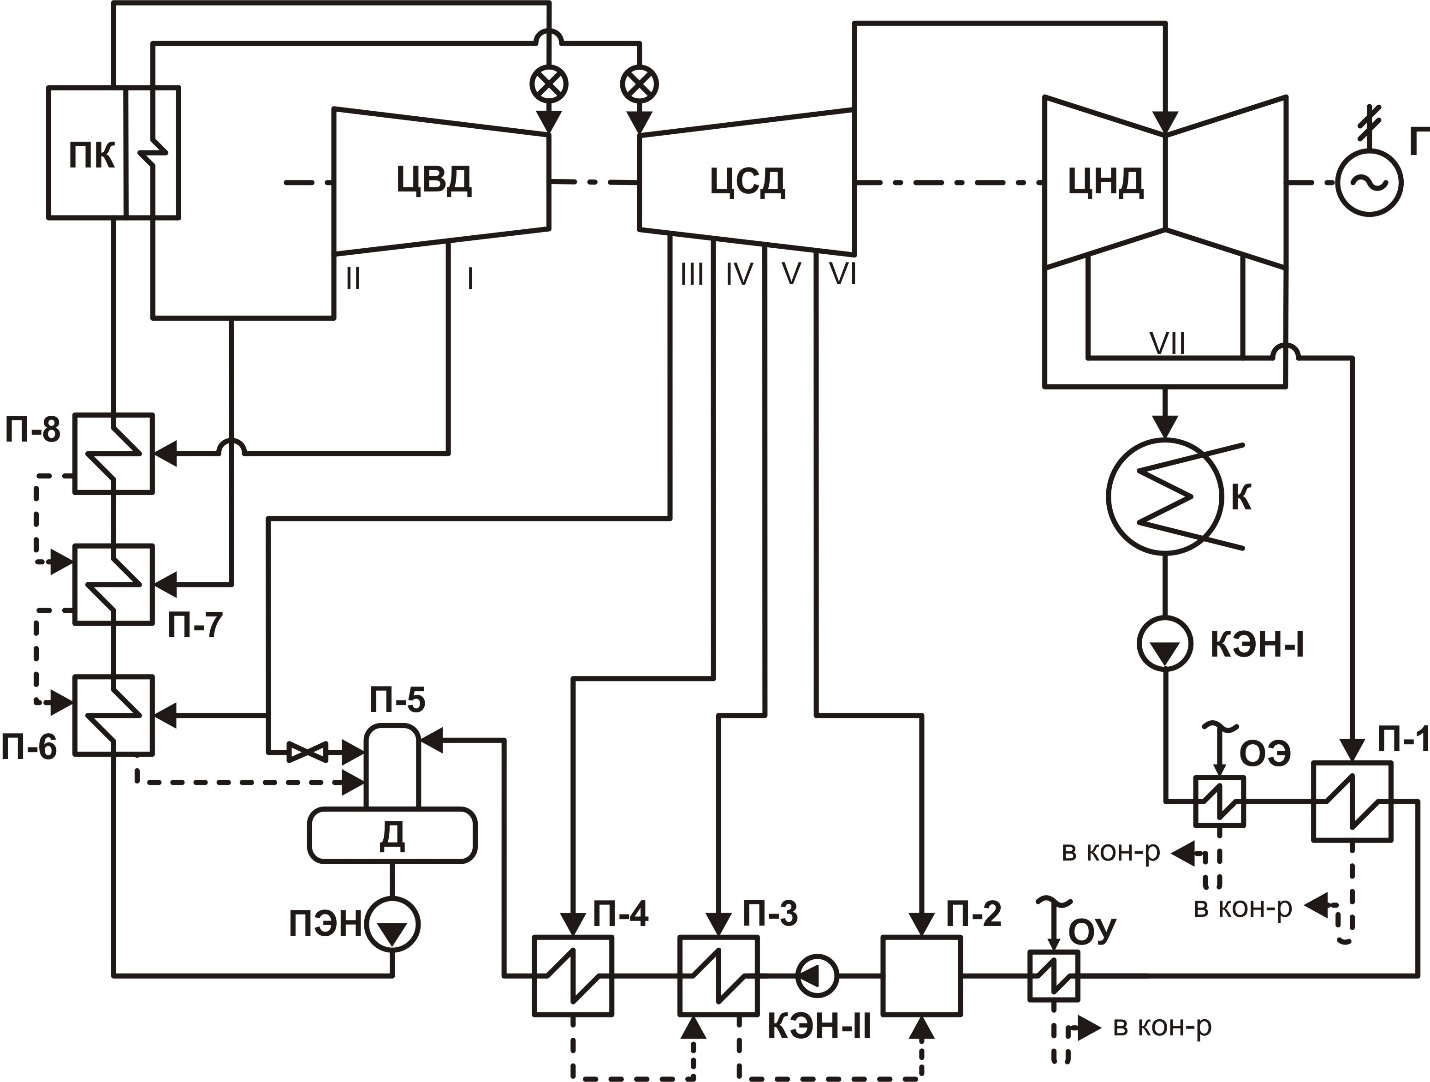 Г
ПК
ЦВД
ЦСД
ЦНД
II
I
III
IV
V
VI
VII
П-8
К
П-7
КЭН-I
П-5
П-6
ОЭ
П-1
Д
в кон-р
в кон-р
ПЭН
П-4
П-3
П-2
ОУ
КЭН-II
в кон-р